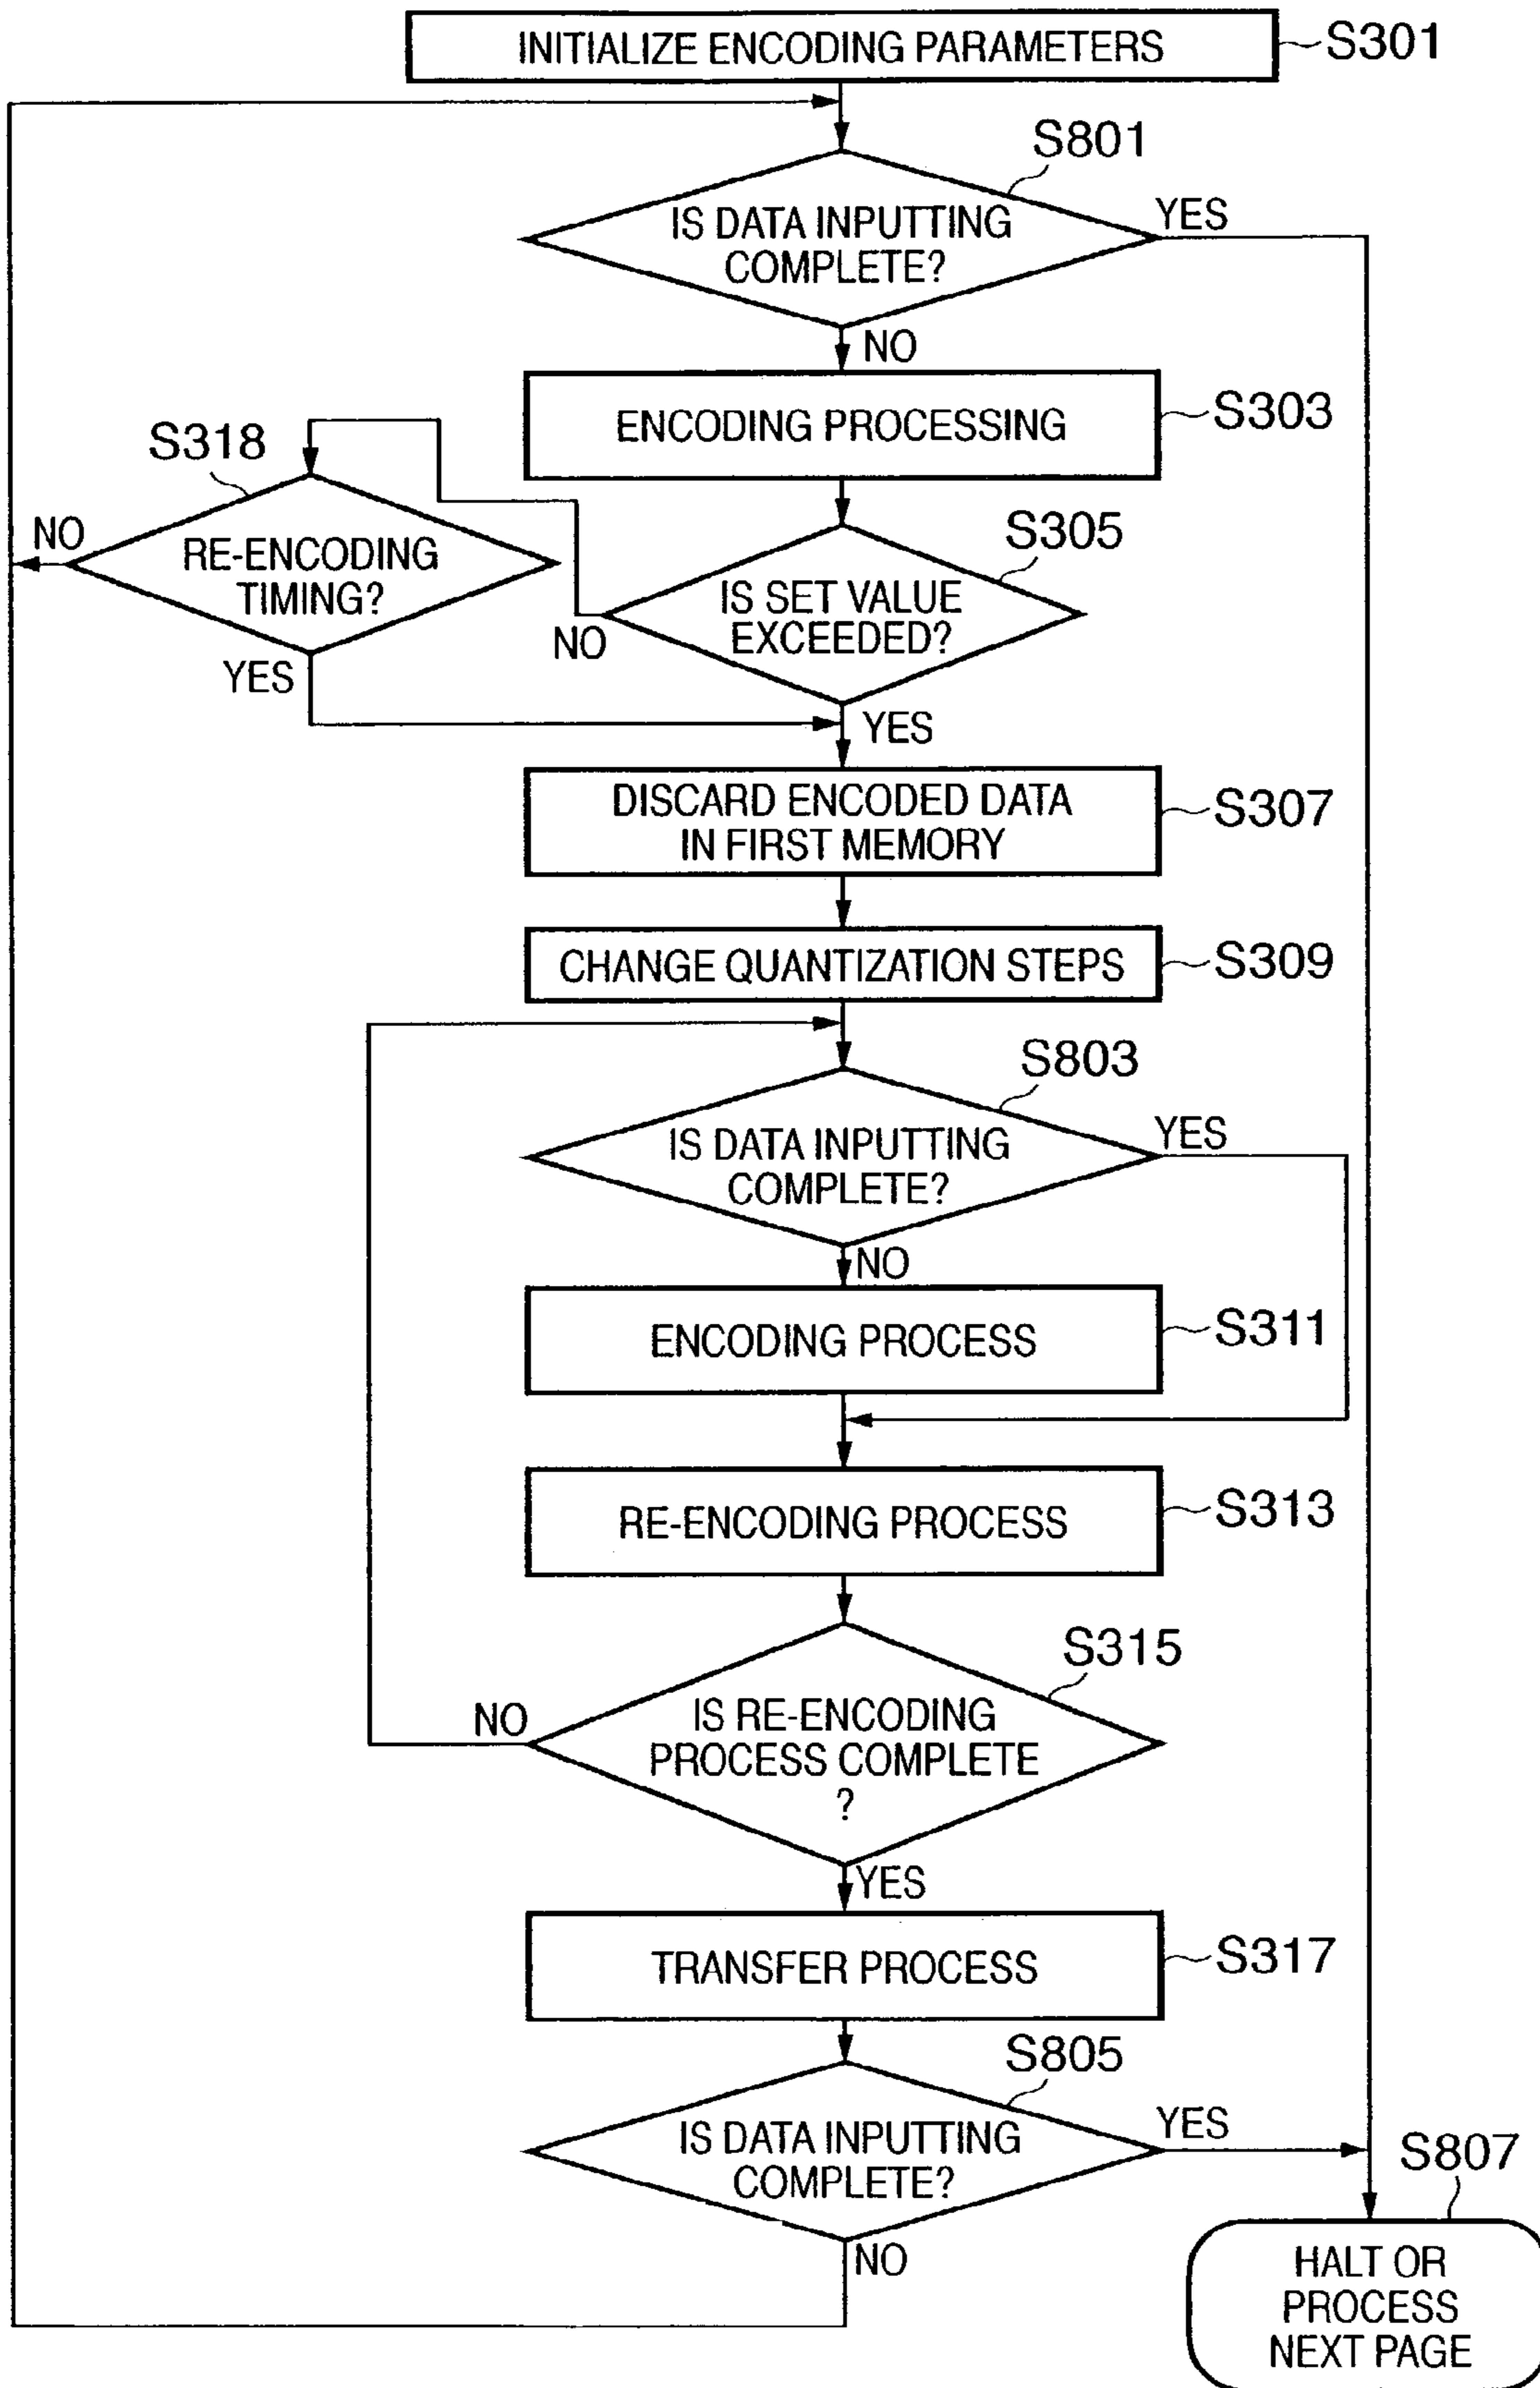 INITIALIZE ENCODING PARAMETERS
S301
S801
IS DATA INPUTTING
COMPLETE?
YES
NO
ENCODING PROCESSING
S303
S318
RE-ENCODING
TIMING?
NO
YES
S305
IS SET VALUE
EXCEEDED?
NO
YES
DISCARD ENCODED DATA
IN FIRST MEMORY
S307
CHANGE QUANTIZATION STEPS
S309
S803
IS DATA INPUTTING
COMPLETE?
YES
NO
ENCODING PROCESS
S311
RE-ENCODING PROCESS
S313
S315
IS RE-ENCODING
PROCESS COMPLETE
?
NO
YES
TRANSFER PROCESS
S317
S805
IS DATA INPUTTING
COMPLETE?
YES
NO
S807
HALT OR
PROCESS
NEXT PAGE